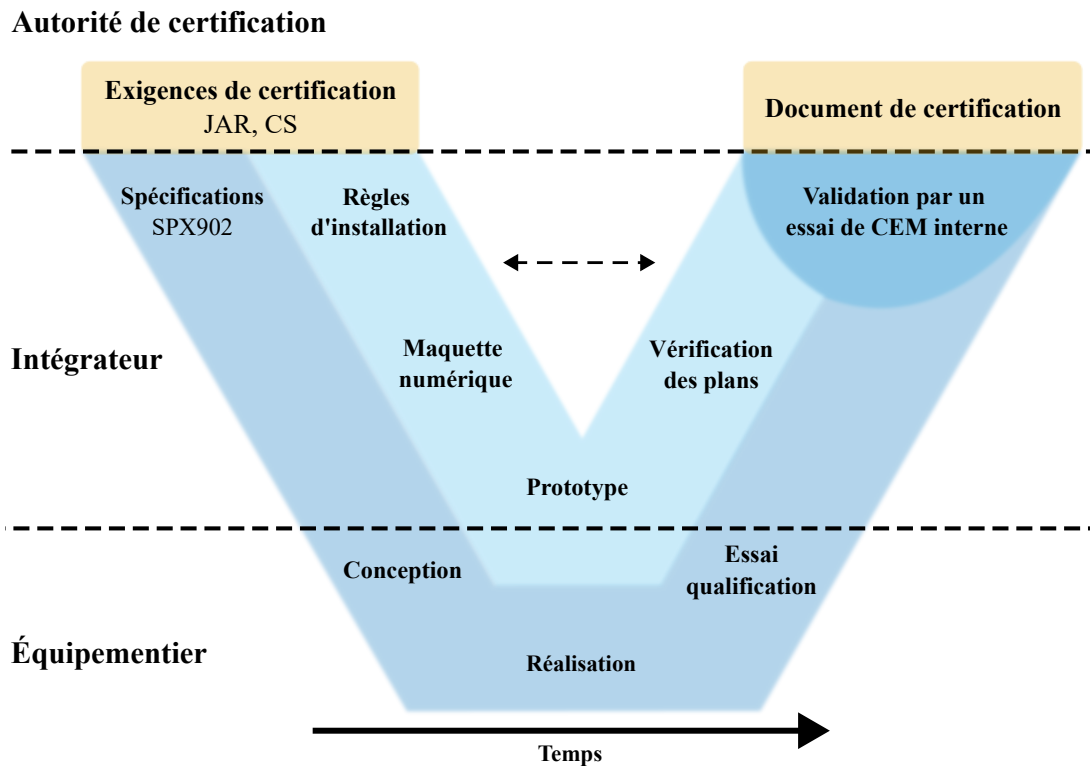 Autorité de certification
Exigences de certification
JAR, CS
Document de certification
Spécifications
SPX902
Règles
d'installation
Validation par un
essai de CEM interne
Intégrateur
Maquette
numérique
Vérification
des plans
Prototype
Conception
Essai
qualification
Équipementier
Réalisation
Temps